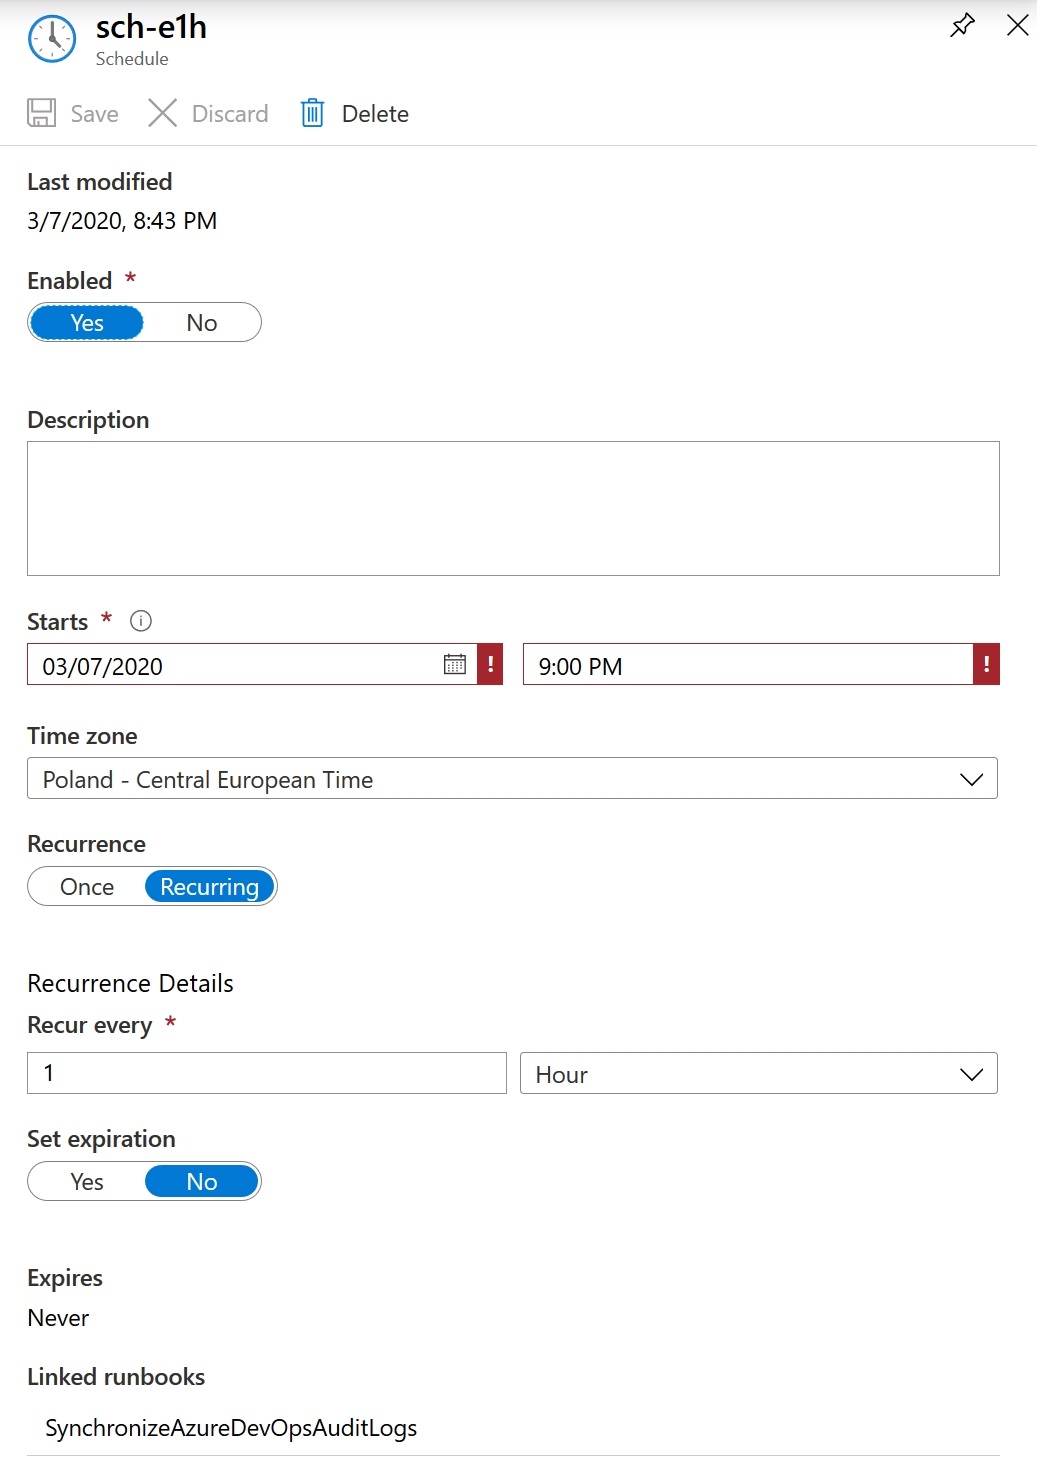 sch-e1h
Schedule
Save Discard Delete
Last modified
3/7/2020, 8:43 PM
Enabled *
Yes No
Description
Starts * i
03/07/2020 ! 9:00 PM !
Time zone
Poland - Central European Time
Recurrence
Once Recurring
Recurrence Details
Recur every *
1 Hour
Set expiration
Yes No
Expires
Never
Linked runbooks
SynchronizeAzureDevOpsAuditLogs